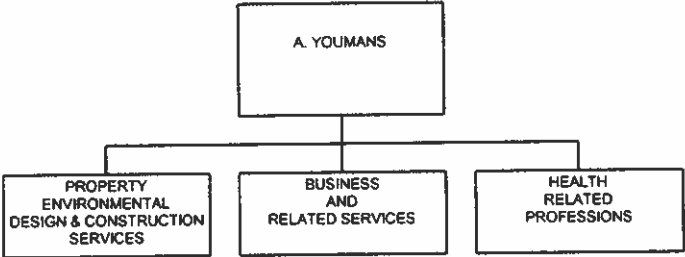 A. YOUMANS
PROPERTY
ENVIRONMENTAL
DESIGN & CONSTRUCTION
SERVICES
BUSINESS
AND
RELATED SERVICES
HEALTH
RELATED
PROFESSIONS